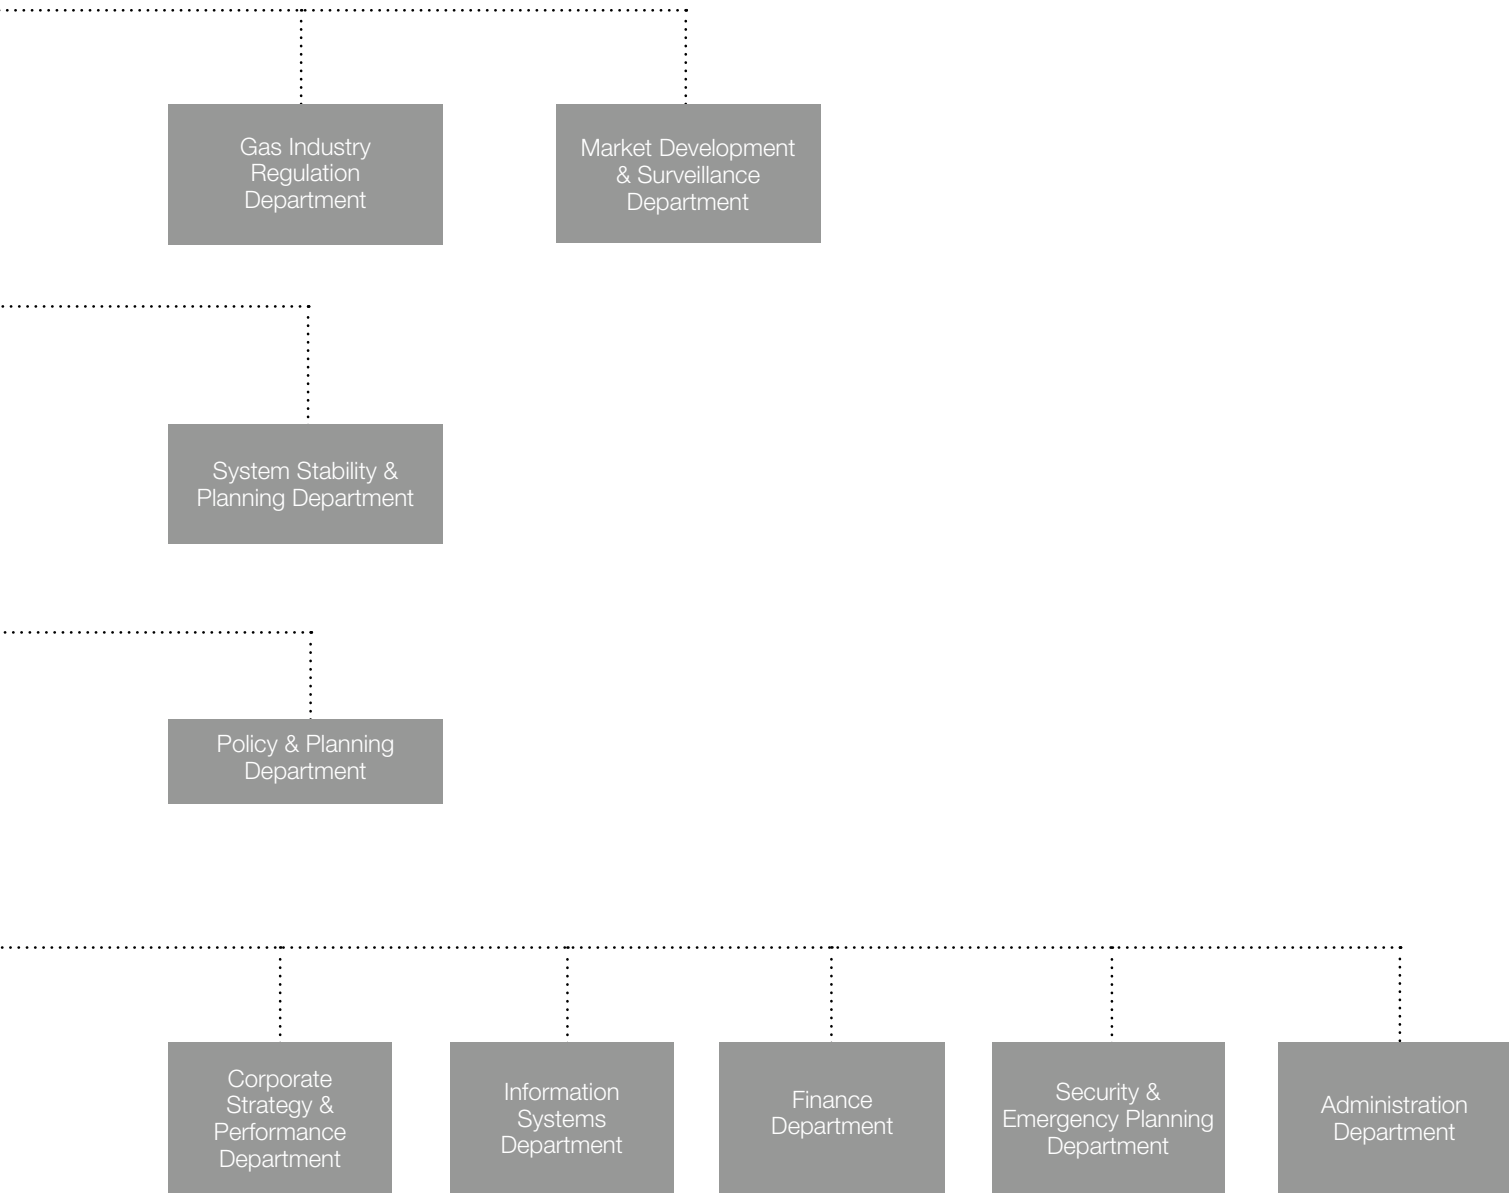 Gas Industry
Regulation
Department
Market Development
& Surveillance
Department
System Stability &
Planning Department
Policy & Planning
Department
Corporate
Strategy &
Performance
Department
Information
Systems
Department
Finance
Department
Security &
Emergency Planning
Department
Administration
Department